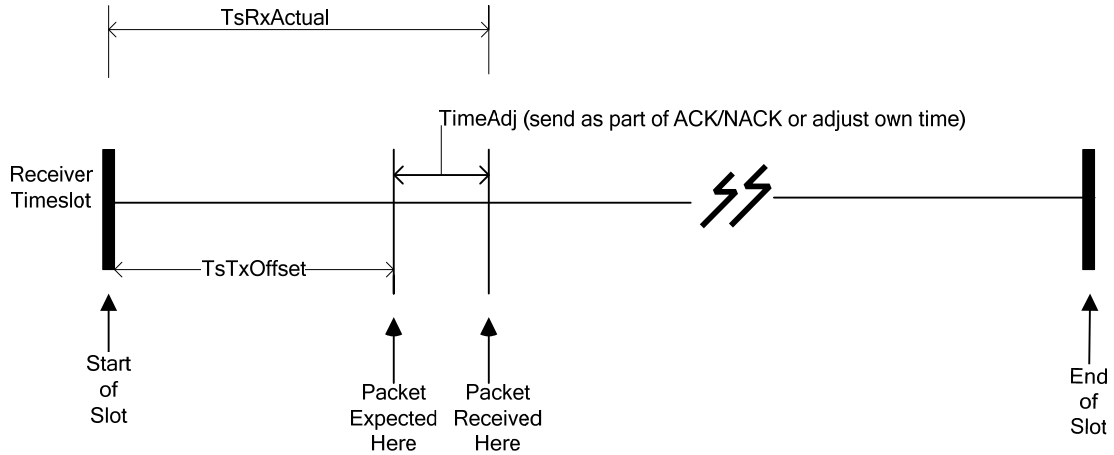 TsRxActual
TimeAdj (send as part of ACK/NACK or adjust own time)
Receiver
Timeslot
TsTxOffset
Start
of
Slot
Packet
Expected
Here
Packet
Received
Here
End
of
Slot